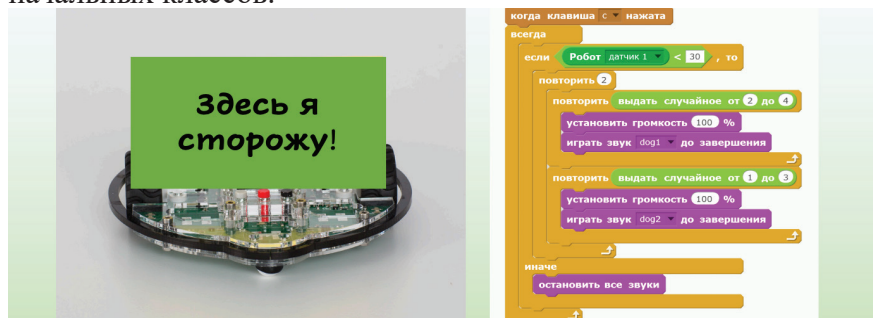 начальных классов.
Здесь я
сторожу!
когда клавиша с нажата
всегда
если Робот датчик 1 < 30 , то
повторить 2
повторить выдать случайное от 2 до 4
установить громкость 100 %
играть звук dog1 до завершения
повторить выдать случайное от 1 до 3
установить громкость 100 %
играть звук dog2 до завершения
иначе
остановить все звуки